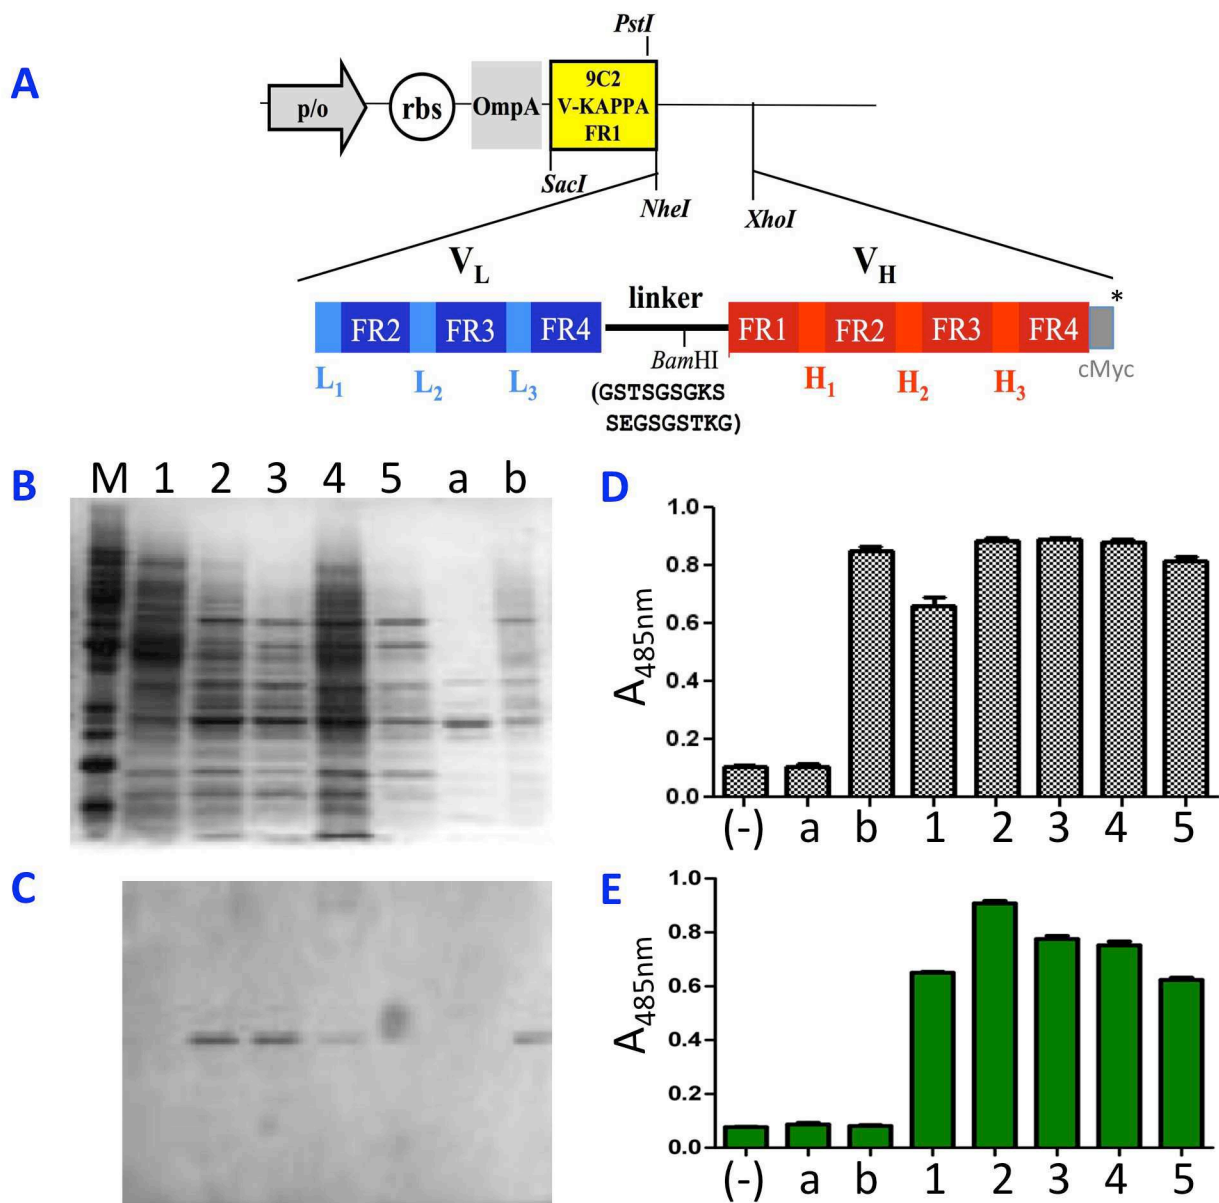 A
PstI
p/o
rbs
OmpA
9C2
V-KAPPA
FR1
SacI
NheI
XhoI
VL
linker
VH
*
FR2
FR3
FR4
FR1
FR2
FR3
FR4
BamHI
cMyc
L1
L2
L3
(GSTSGSGKS
SEGSGSTKG)
H1
H2
H3
B
M 1 2 3 4 5 a b
C
D
A485nm
1.0
0.8
0.6
0.4
0.2
0.0
(-) a b 1 2 3 4 5
E
A485nm
1.0
0.8
0.6
0.4
0.2
0.0
(-) a b 1 2 3 4 5